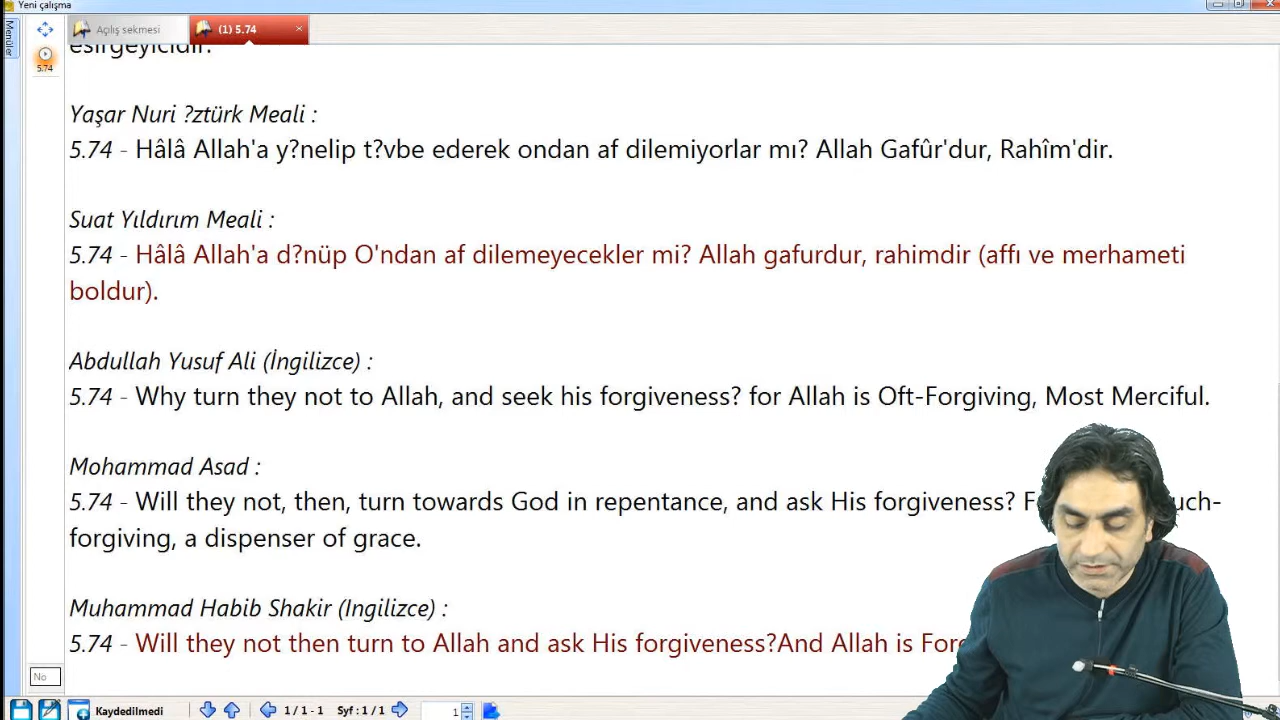 Yeni çalışma
Menüler
Açılış sekmesi
(1) 5.74
5.74
esirgeyicidir.
Yaşar Nuri ?ztürk Meali :
5.74 - Hâlâ Allah'a y?nelip t?vbe ederek ondan af dilemiyorlar mı? Allah Gafûr'dur, Rahîm'dir.
Suat Yıldırım Meali :
5.74 - Hâlâ Allah'a d?nüp O'ndan af dilemeyecekler mi? Allah gafurdur, rahimdir (affı ve merhameti
boldur).
Abdullah Yusuf Ali (İngilizce) :
5.74 - Why turn they not to Allah, and seek his forgiveness? for Allah is Oft-Forgiving, Most Merciful.
Mohammad Asad :
5.74 - Will they not, then, turn towards God in repentance, and ask His forgiveness?
forgiving, a dispenser of grace.
Muhammad Habib Shakir (Ingilizce) :
5.74 - Will they not then turn to Allah and ask His forgiveness?And Allah is
No
Kaydedilmedi
1 / 1 - 1
Syf : 1 / 1
1